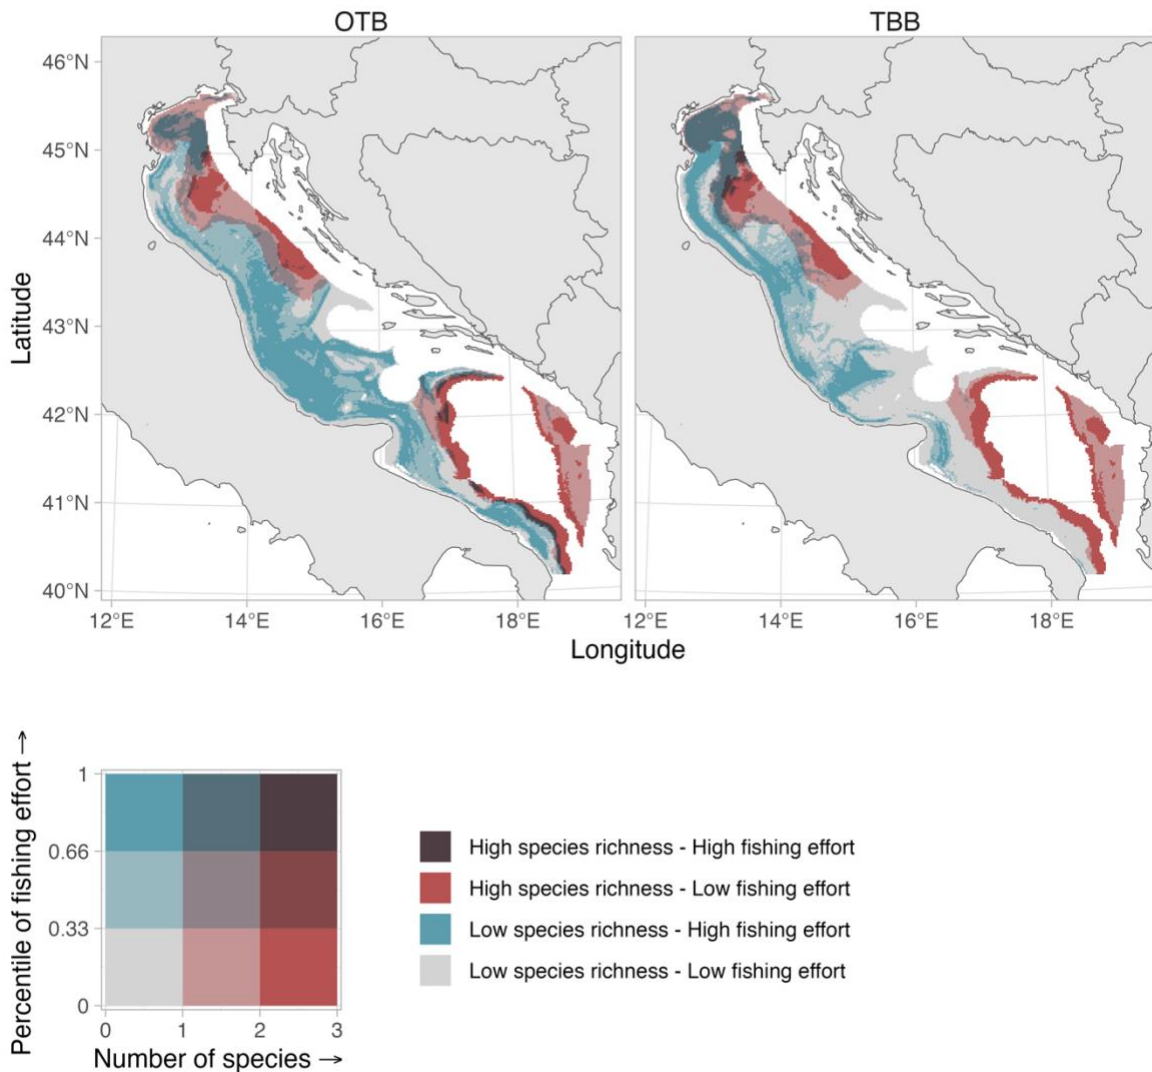 OTB
TBB
46°N
45°N
44°N
43°N
42°N
41°N
40°N
Latitude
12°E 14°E 16°E 18°E
12°E 14°E 16°E 18°E
Longitude
Percentile of fishing effort →
1
0.66
0.33
0
0 1 2 3
Number of species →
High species richness - High fishing effort
High species richness - Low fishing effort
Low species richness - High fishing effort
Low species richness - Low fishing effort